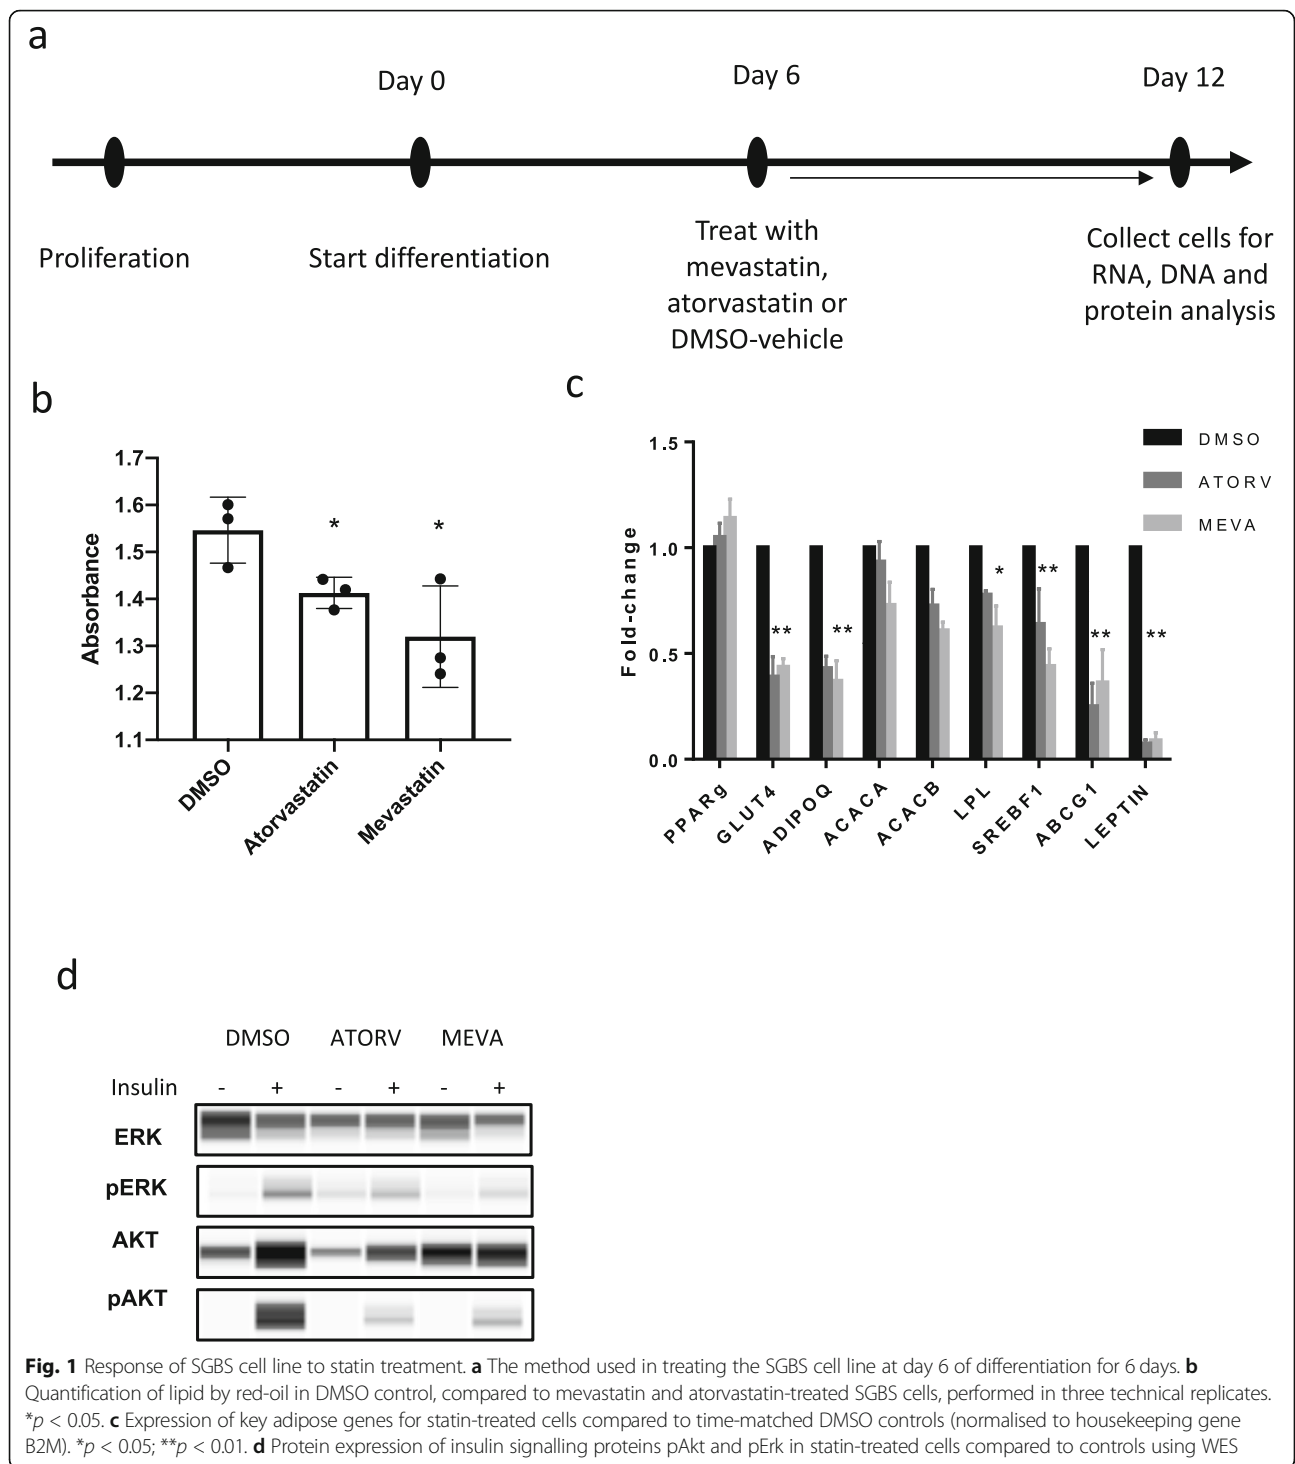 a
Day 0
Day 6
Day 12
Proliferation
Start differentiation
Treat with
mevastatin,
atorvastatin or
DMSO-vehicle
Collect cells for
RNA, DNA and
protein analysis
b
Absorbance
1.7
1.6
1.5
1.4
1.3
1.2
1.1
*
*
DMSO
Atorvastatin
Mevastatin
c
Fold-change
1.5
1.0
0.5
0.0
DMSO
ATORV
MEVA
**
**
*
**
**
**
PPARg
GLUT4
ADIPOQ
ACACA
ACACB
LPL
SREBF1
ABCG1
LEPTIN
d
DMSO ATORV MEVA
Insulin - + - + - +
ERK
pERK
AKT
pAKT
Fig. 1 Response of SGBS cell line to statin treatment. a The method used in treating the SGBS cell line at day 6 of differentiation for 6 days. b
Quantification of lipid by red-oil in DMSO control, compared to mevastatin and atorvastatin-treated SGBS cells, performed in three technical replicates.
*p < 0.05. c Expression of key adipose genes for statin-treated cells compared to time-matched DMSO controls (normalised to housekeeping gene
B2M). *p < 0.05; **p < 0.01. d Protein expression of insulin signalling proteins pAkt and pErk in statin-treated cells compared to controls using WES